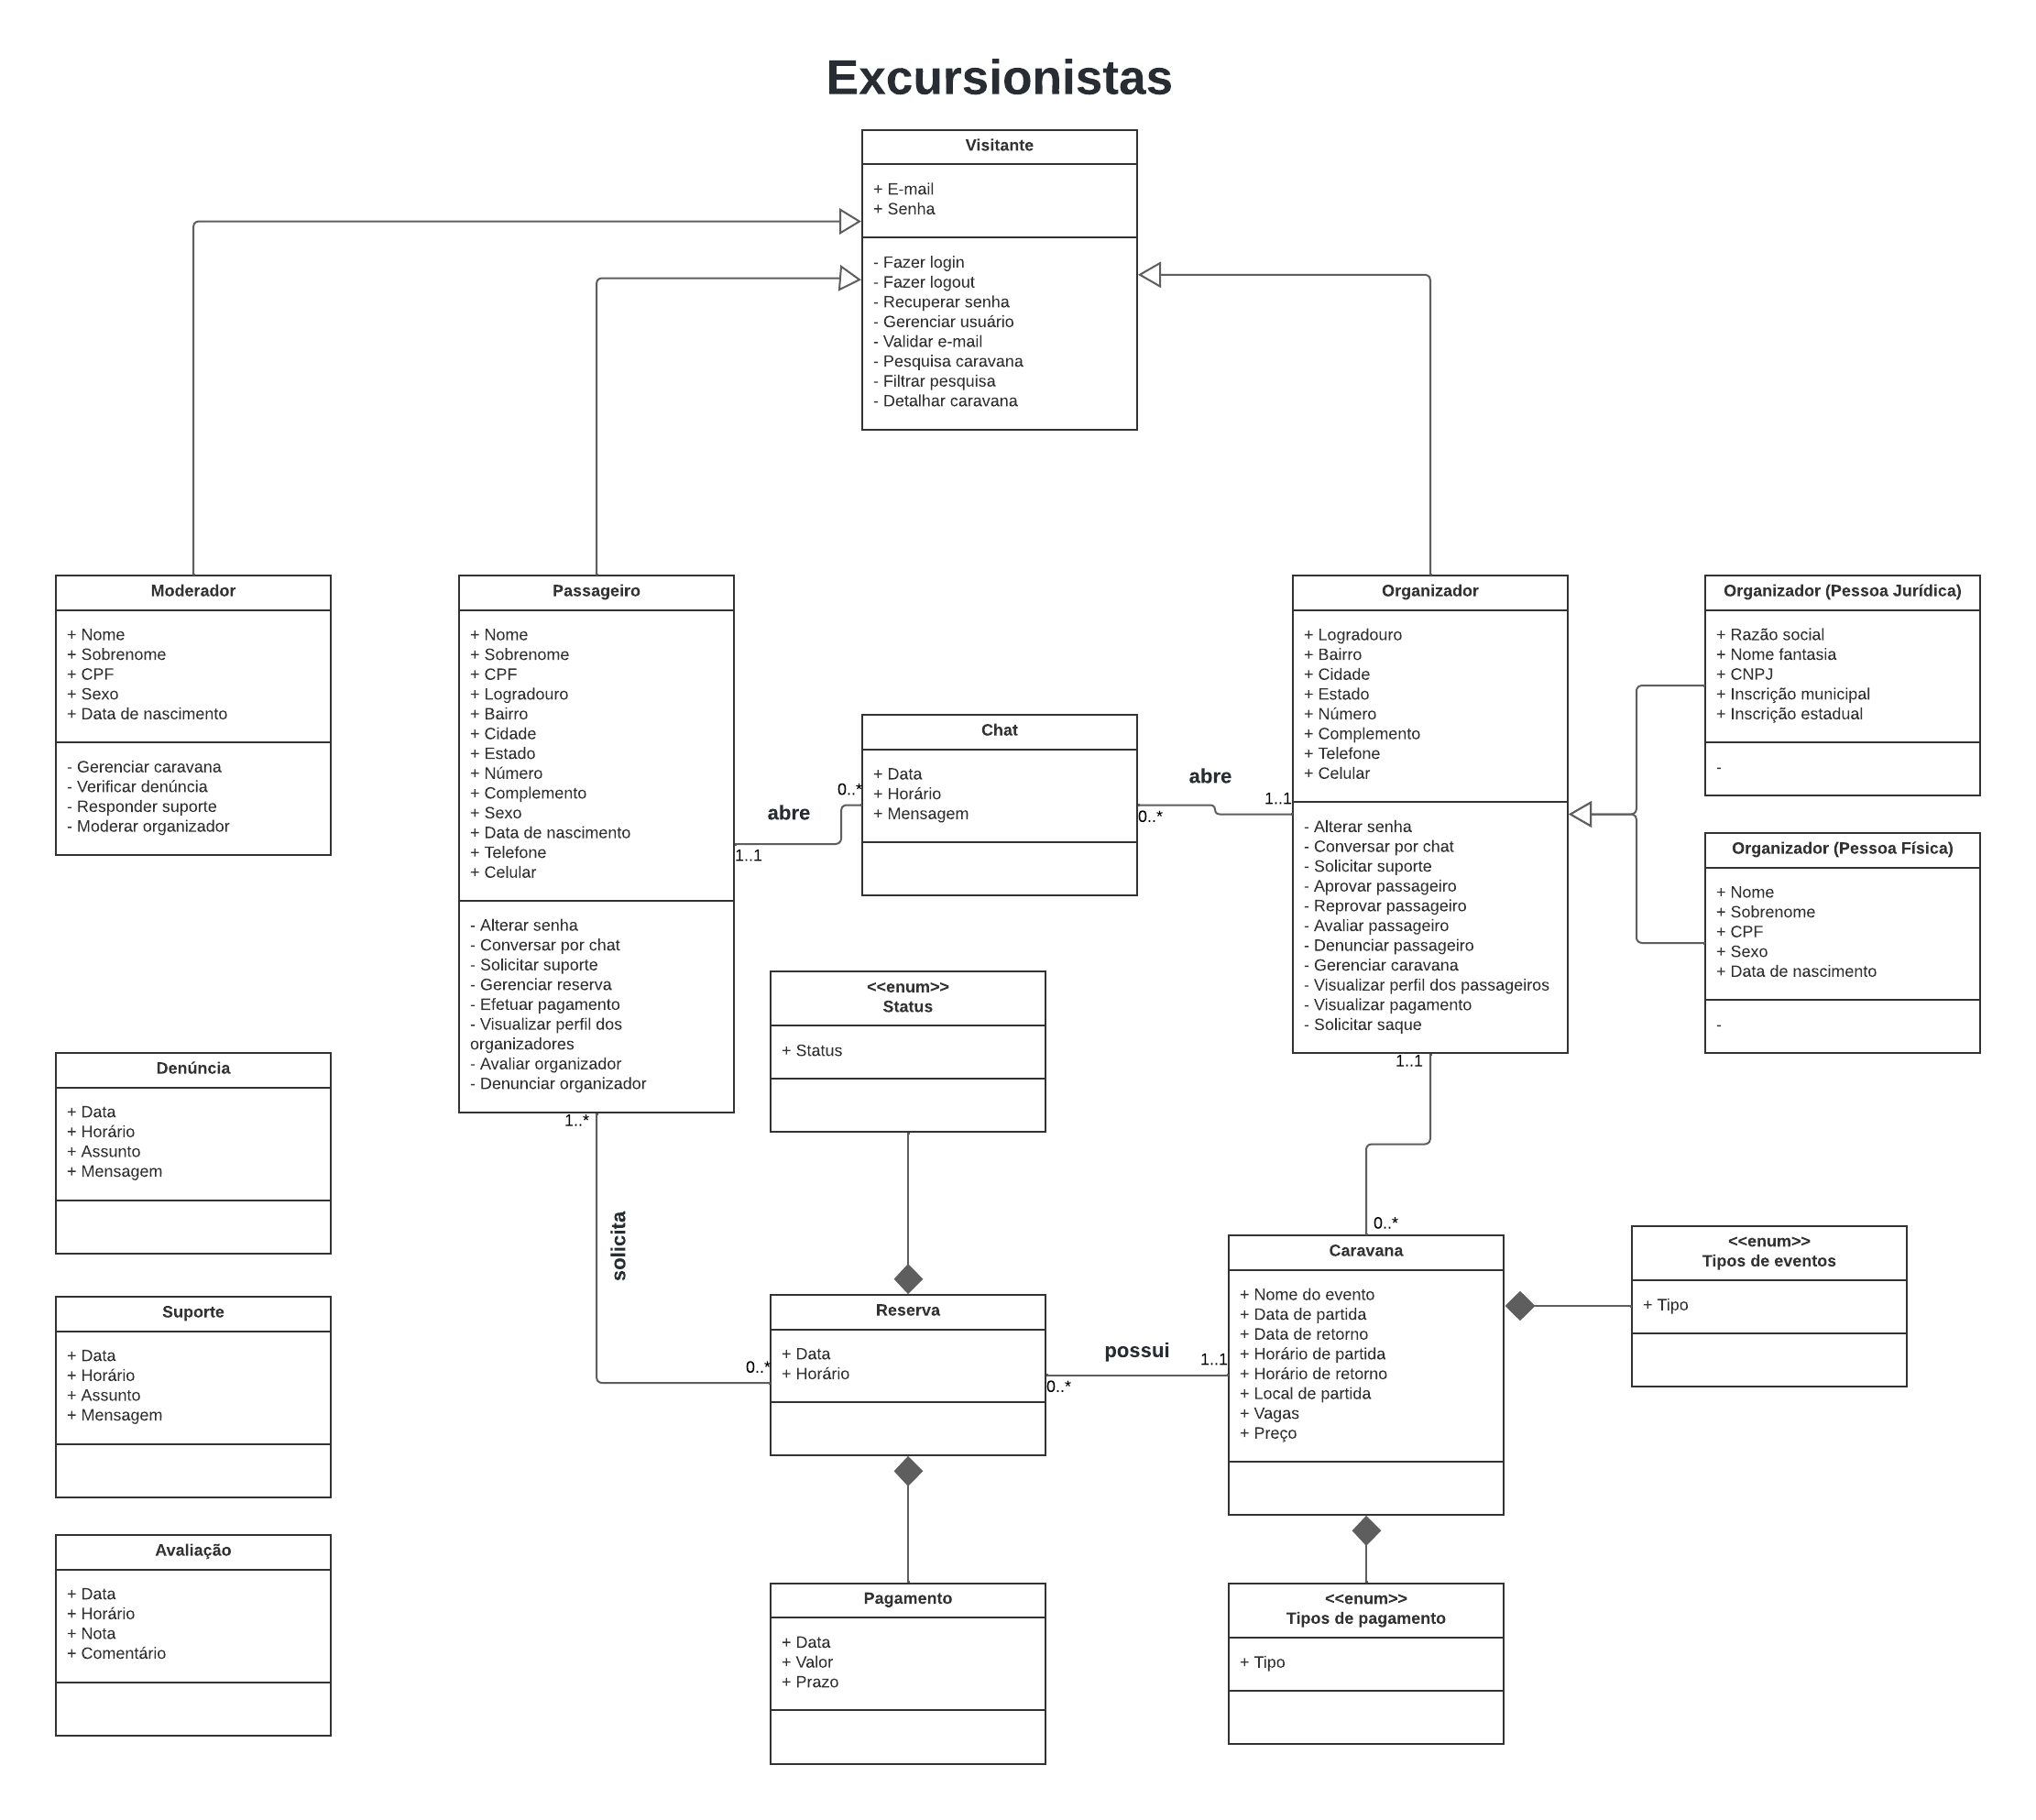 Excursionistas
Visitante
+ E-mail
+ Senha
- Fazer login
- Fazer logout
- Recuperar senha
- Gerenciar usuário
- Validar e-mail
- Pesquisa caravana
- Filtrar pesquisa
- Detalhar caravana
Moderador
+ Nome
+ Sobrenome
+ CPF
+ Sexo
+ Data de nascimento
- Gerenciar caravana
- Verificar denúncia
- Responder suporte
- Moderar organizador
Passageiro
+ Nome
+ Sobrenome
+ CPF
+ Logradouro
+ Bairro
+ Cidade
+ Estado
+ Número
+ Complemento
+ Sexo
+ Data de nascimento
+ Telefone
+ Celular
- Alterar senha
- Conversar por chat
- Solicitar suporte
- Gerenciar reserva
- Efetuar pagamento
- Visualizar perfil dos
organizadores
- Avaliar organizador
- Denunciar organizador
abre
0..*
1..1
Chat
+ Data
+ Horário
+ Mensagem
abre
1..1
0..*
Organizador
+ Logradouro
+ Bairro
+ Cidade
+ Estado
+ Número
+ Complemento
+ Telefone
+ Celular
- Alterar senha
- Conversar por chat
- Solicitar suporte
- Aprovar passageiro
- Reprovar passageiro
- Avaliar passageiro
- Denunciar passageiro
- Gerenciar caravana
- Visualizar perfil dos passageiros
- Visualizar pagamento
- Solicitar saque
Organizador (Pessoa Jurídica)
+ Razão social
+ Nome fantasia
+ CNPJ
+ Inscrição municipal
+ Inscrição estadual
-
Organizador (Pessoa Física)
+ Nome
+ Sobrenome
+ CPF
+ Sexo
+ Data de nascimento
-
<<enum>>
Status
+ Status
Denúncia
+ Data
+ Horário
+ Assunto
+ Mensagem
1..*
solicita
0..*
1..1
0..*
Suporte
+ Data
+ Horário
+ Assunto
+ Mensagem
Reserva
+ Data
+ Horário
possui
1..1
0..*
Caravana
+ Nome do evento
+ Data de partida
+ Data de retorno
+ Horário de partida
+ Horário de retorno
+ Local de partida
+ Vagas
+ Preço
<<enum>>
Tipos de eventos
+ Tipo
Avaliação
+ Data
+ Horário
+ Nota
+ Comentário
Pagamento
+ Data
+ Valor
+ Prazo
<<enum>>
Tipos de pagamento
+ Tipo